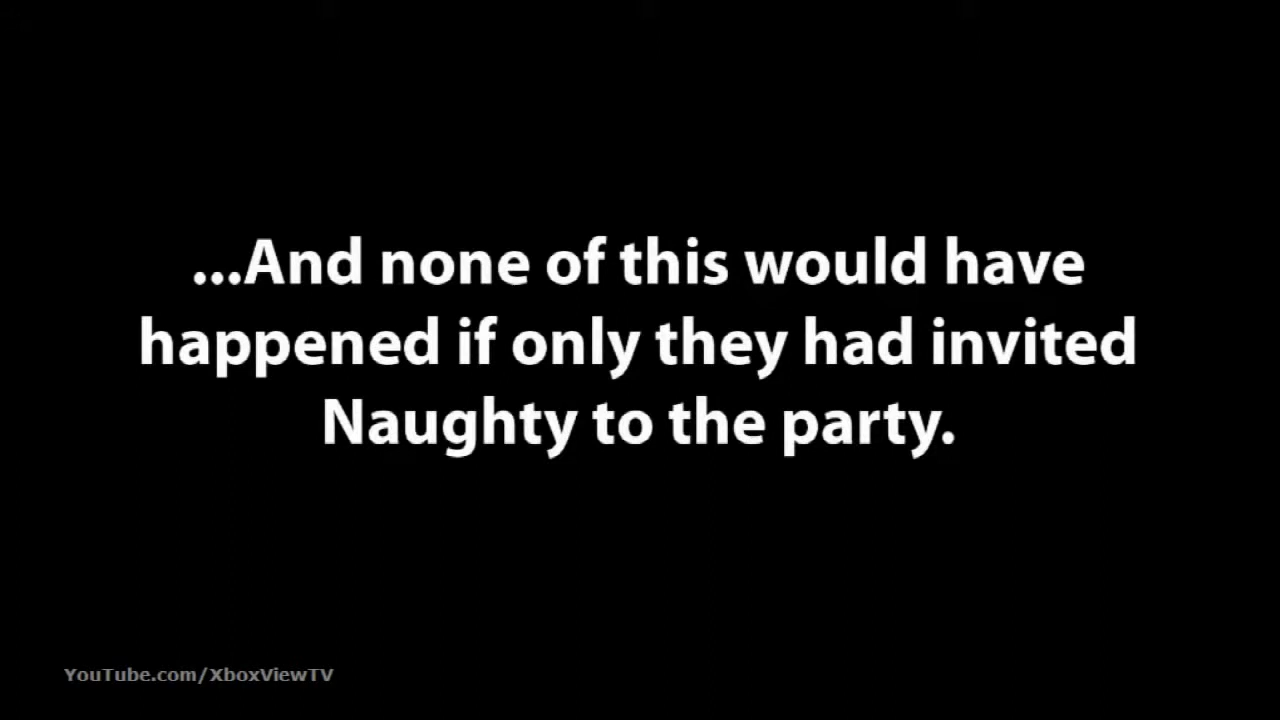 ...And none of this would have
happened if only they had invited
Naughty to the party.
YouTube.com/XboxViewTV